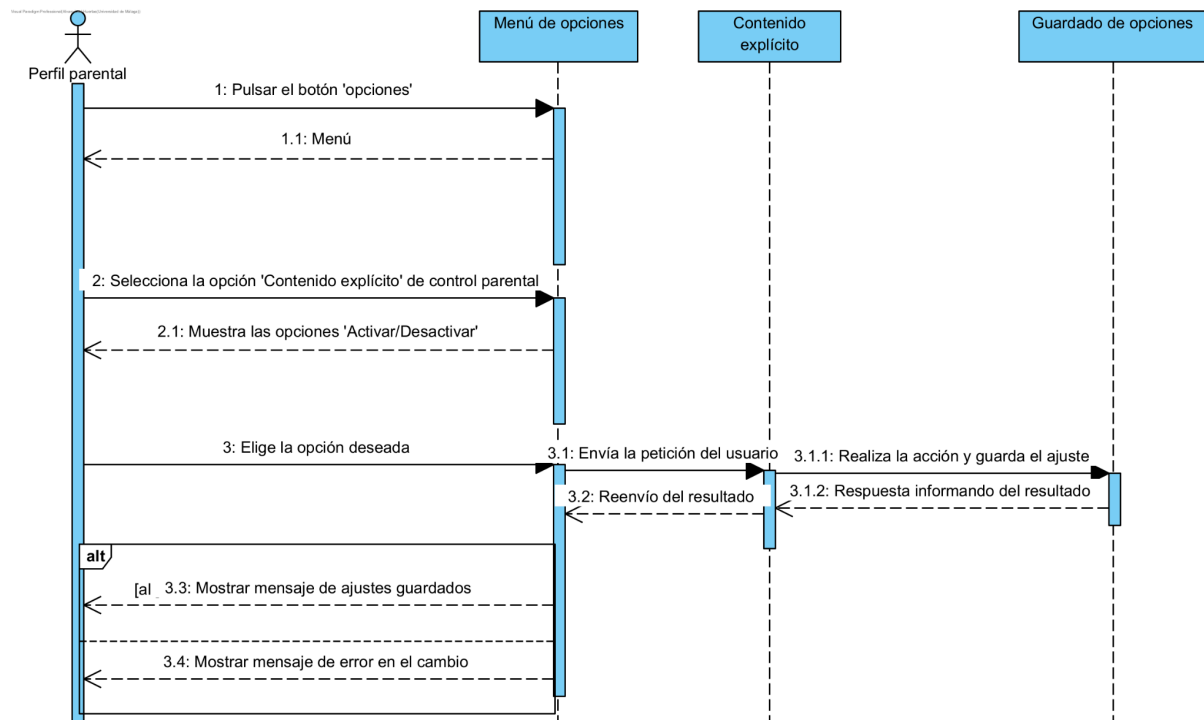 Perfil parental
Menú de opciones
Contenido
explícito
Guardado de opciones
1: Pulsar el botón 'opciones'
1.1: Menú
2: Selecciona la opción 'Contenido explícito' de control parental
2.1: Muestra las opciones 'Activar/Desactivar'
3: Elige la opción deseada
3.1: Envía la petición del usuario
3.1.1: Realiza la acción y guarda el ajuste
3.1.2: Respuesta informando del resultado
3.2: Reenvío del resultado
alt
[al
3.3: Mostrar mensaje de ajustes guardados
3.4: Mostrar mensaje de error en el cambio